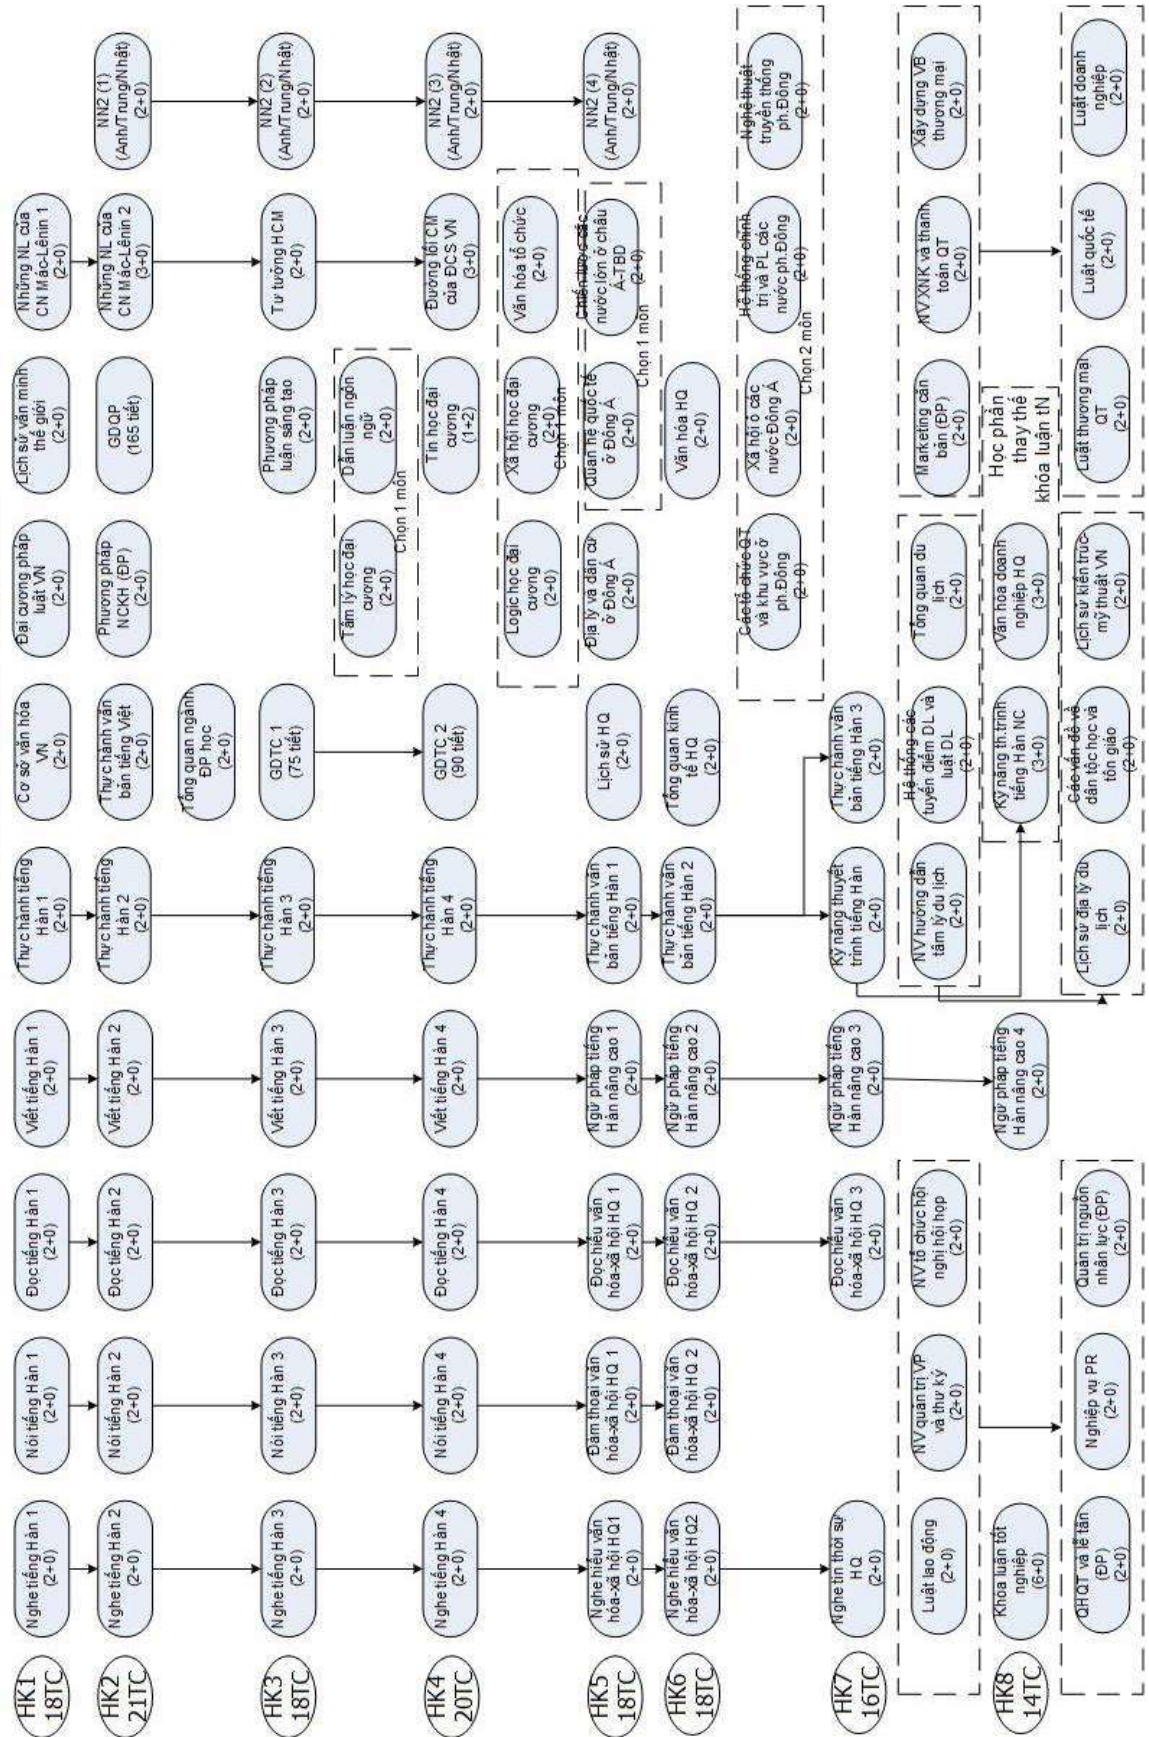 HK1
18TC
Nghe tiếng Hàn 1
(2+0)
Nói tiếng Hàn 1
(2+0)
Đọc tiếng Hàn 1
(2+0)
Viết tiếng Hàn 1
(2+0)
Thực hành tiếng
Hàn 1
(2+0)
Cơ sở văn hóa
VN
(2+0)
Đại cương pháp
luật VN
(2+0)
Lịch sử văn minh
thế giới
(2+0)
Những NL của
CN Mác-Lênin 1
(2+0)
HK2
21TC
Nghe tiếng Hàn 2
(2+0)
Nói tiếng Hàn 2
(2+0)
Đọc tiếng Hàn 2
(2+0)
Viết tiếng Hàn 2
(2+0)
Thực hành tiếng
Hàn 2
(2+0)
Thực hành văn
bản tiếng Việt
(2+0)
Phương pháp
NCKH (ĐP)
(2+0)
GDQP
(165 tiết)
Những NL của
CN Mác-Lênin 2
(3+0)
NN2 (1)
(Anh/Trung/Nhật)
(2+0)
Tổng quan ngành
ĐP học
(2+0)
HK3
18TC
Nghe tiếng Hàn 3
(2+0)
Nói tiếng Hàn 3
(2+0)
Đọc tiếng Hàn 3
(2+0)
Viết tiếng Hàn 3
(2+0)
Thực hành tiếng
Hàn 3
(2+0)
GDTC 1
(75 tiết)
Phương pháp
luận sáng tạo
(2+0)
Tư tưởng HCM
(2+0)
NN2 (2)
(Anh/Trung/Nhật)
(2+0)
Tâm lý học đại
cương
(2+0)
Dẫn luận ngôn
ngữ
(2+0)
Chọn 1 môn
HK4
20TC
Nghe tiếng Hàn 4
(2+0)
Nói tiếng Hàn 4
(2+0)
Đọc tiếng Hàn 4
(2+0)
Viết tiếng Hàn 4
(2+0)
Thực hành tiếng
Hàn 4
(2+0)
GDTC 2
(90 tiết)
Tin học đại
cương
(1+2)
Đường lối CM
của ĐCS VN
(3+0)
NN2 (3)
(Anh/Trung/Nhật)
(2+0)
Logic học đại
cương
(2+0)
Xã hội học đại
cương
(2+0)
Văn hóa tổ chức
(2+0)
Chọn 1 môn
HK5
18TC
Nghe hiểu văn
hóa-xã hội HQ1
(2+0)
Đàm thoại văn
hóa-xã hội HQ 1
(2+0)
Đọc hiểu văn
hóa-xã hội HQ 1
(2+0)
Ngữ pháp tiếng
Hàn nâng cao 1
(2+0)
Thực hành văn
bản tiếng Hàn 1
(2+0)
Lịch sử HQ
(2+0)
Địa lý và dân cư
ở Đông Á
(2+0)
Quan hệ quốc tế
ở Đông Á
(2+0)
Chiến lược các
nước lớn ở châu
Á-TBD
(2+0)
Chọn 1 môn
NN2 (4)
(Anh/Trung/Nhật)
(2+0)
HK6
18TC
Nghe hiểu văn
hóa-xã hội HQ2
(2+0)
Đàm thoại văn
hóa-xã hội HQ 2
(2+0)
Đọc hiểu văn
hóa-xã hội HQ 2
(2+0)
Ngữ pháp tiếng
Hàn nâng cao 2
(2+0)
Thực hành văn
bản tiếng Hàn 2
(2+0)
Tổng quan kinh
tế HQ
(2+0)
Văn hóa HQ
(2+0)
Các tổ chức QT
và khu vực ở
ph.Đông
(2+0)
Xã hội ở các
nước Đông Á
(2+0)
Hệ thống chính
trị và PL các
nước ph.Đông
(2+0)
Nghệ thuật
truyền thống
ph.Đông
(2+0)
Chọn 2 môn
HK7
16TC
Nghe tin thời sự
HQ
(2+0)
Đọc hiểu văn
hóa-xã hội HQ 3
(2+0)
Ngữ pháp tiếng
Hàn nâng cao 3
(2+0)
Kỹ năng thuyết
trình tiếng Hàn
(2+0)
Thực hành văn
bản tiếng Hàn 3
(2+0)
Luật lao động
(2+0)
NV quản trị VP
và thư ký
(2+0)
NV tổ chức hội
nghị hội họp
(2+0)
NV hướng dẫn
tâm lý du lịch
(2+0)
Hệ thống các
tuyến điểm DL và
luật DL
(2+0)
Tổng quan du
lịch
(2+0)
Marketing căn
bản (ĐP)
(2+0)
NV XNK và thanh
toán QT
(2+0)
Xây dựng VB
thương mại
(2+0)
HK8
14TC
Khóa luận tốt
nghiệp
(6+0)
Ngữ pháp tiếng
Hàn nâng cao 4
(2+0)
Kỹ năng th.trình
tiếng Hàn NC
(3+0)
Văn hóa doanh
nghiệp HQ
(3+0)
Học phần
thay thế
khóa luận tN
QHQT và lễ tân
(ĐP)
(2+0)
Nghiệp vụ PR
(2+0)
Quản trị nguồn
nhân lực (ĐP)
(2+0)
Lịch sử địa lý du
lịch
(2+0)
Các vấn đề về
dân tộc học và
tôn giáo
(2+0)
Lịch sử kiến trúc
mỹ thuật VN
(2+0)
Luật thương mại
QT
(2+0)
Luật quốc tế
(2+0)
Luật doanh
nghiệp
(2+0)